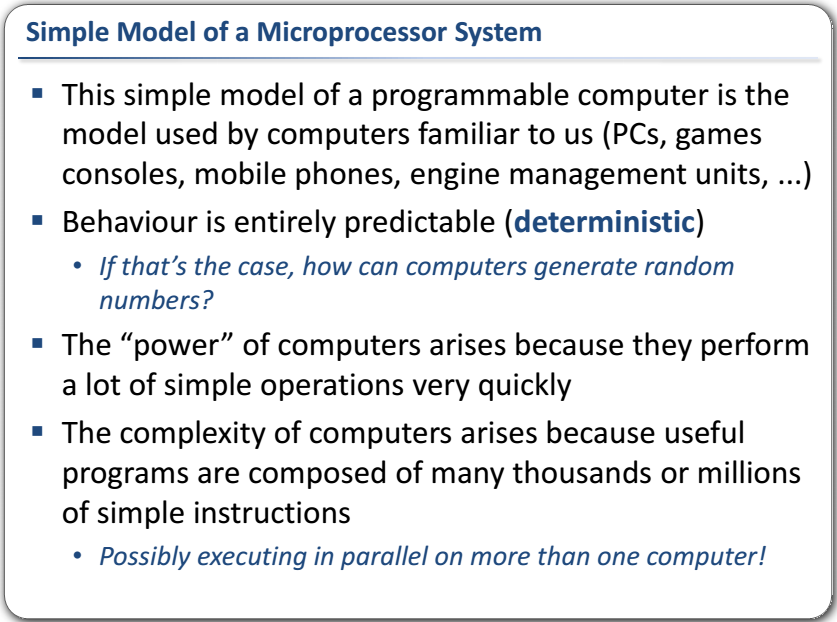 Simple Model of a Microprocessor System
▪ This simple model of a programmable computer is the
model used by computers familiar to us (PCs, games
consoles, mobile phones, engine management units, ...)
▪ Behaviour is entirely predictable (deterministic)
• If that’s the case, how can computers generate random
numbers?
▪ The “power” of computers arises because they perform
a lot of simple operations very quickly
▪ The complexity of computers arises because useful
programs are composed of many thousands or millions
of simple instructions
• Possibly executing in parallel on more than one computer!